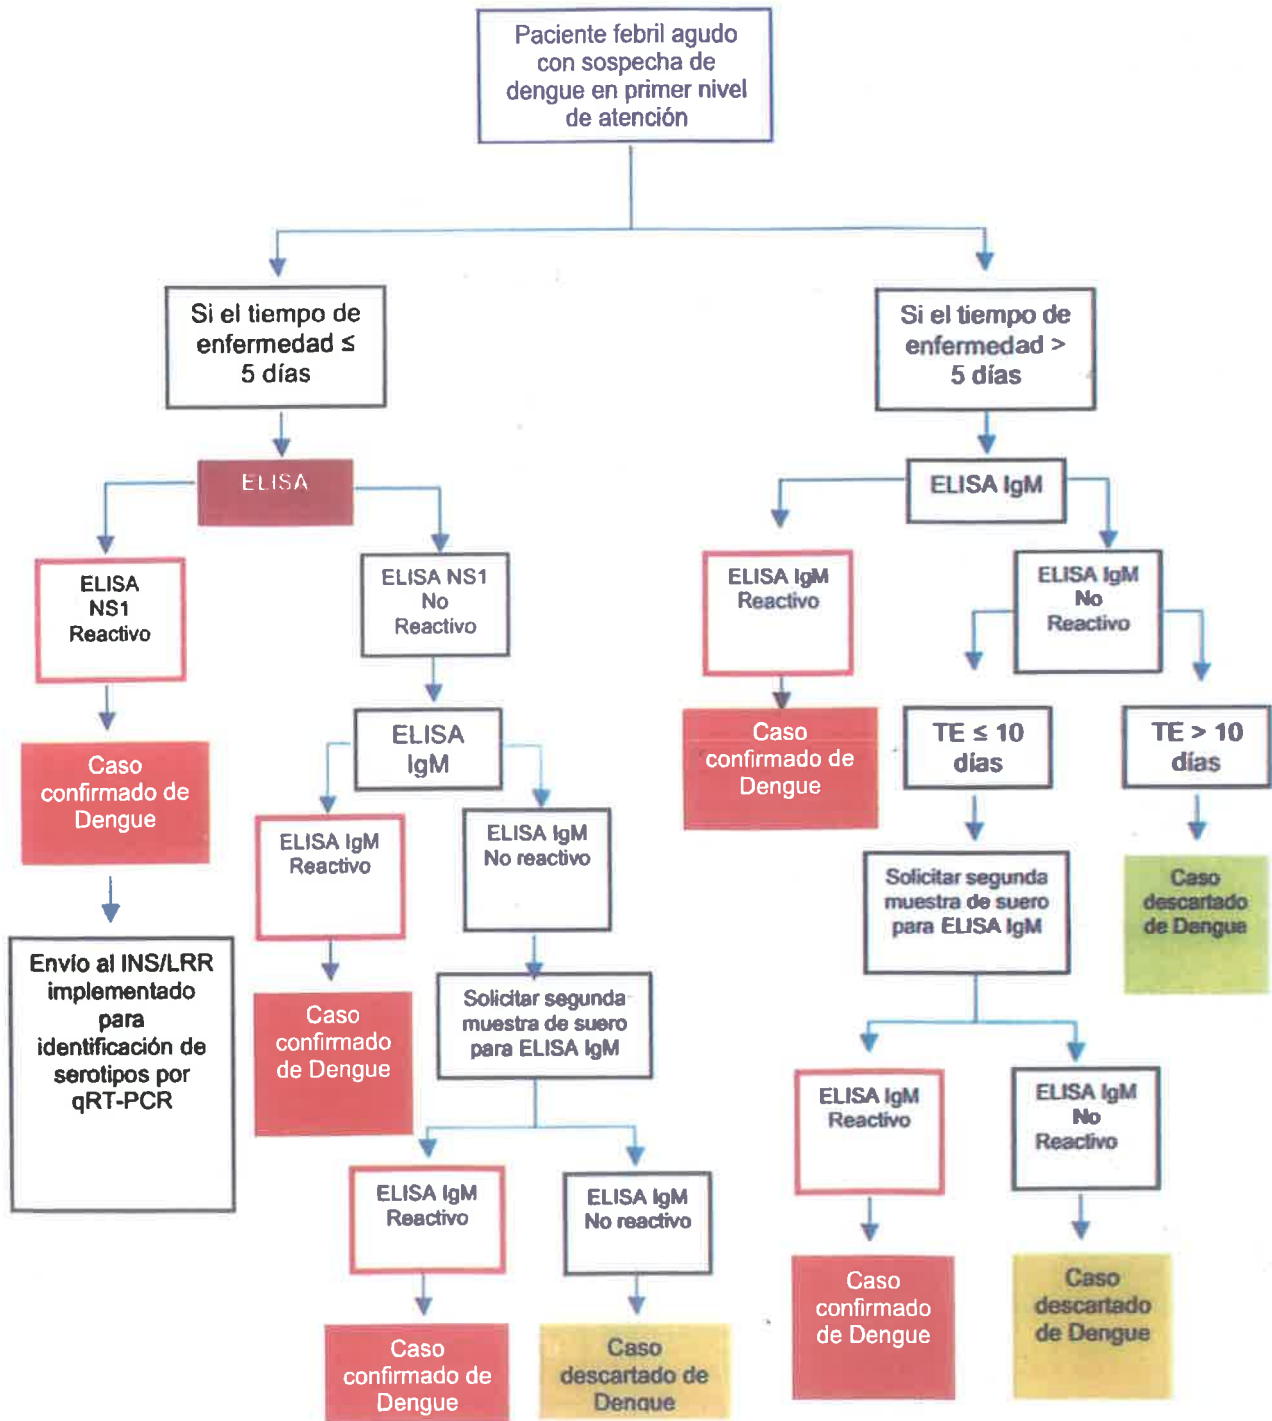 Paciente febril agudo
con sospecha de
dengue en primer nivel
de atención
Si el tiempo de
enfermedad ≤
5 días
Si el tiempo de
enfermedad >
5 días
ELISA
ELISA IgM
ELISA
NS1
Reactivo
ELISA NS1
No
Reactivo
ELISA IgM
Reactivo
ELISA IgM
No
Reactivo
Caso
confirmado de
Dengue
ELISA
IgM
Caso
confirmado de
Dengue
TE ≤ 10
días
TE > 10
días
ELISA IgM
Reactivo
ELISA IgM
No reactivo
Solicitar segunda
muestra de suero
para ELISA IgM
Caso
descartado
de Dengue
Envío al INS/LRR
implementado
para
identificación de
serotipos por
qRT-PCR
Caso
confirmado
de Dengue
Solicitar segunda
muestra de suero
para ELISA IgM
ELISA IgM
Reactivo
ELISA IgM
No
Reactivo
ELISA IgM
Reactivo
ELISA IgM
No reactivo
Caso
confirmado
de Dengue
Caso
descartado
de Dengue
Caso
confirmado de
Dengue
Caso
descartado de
Dengue